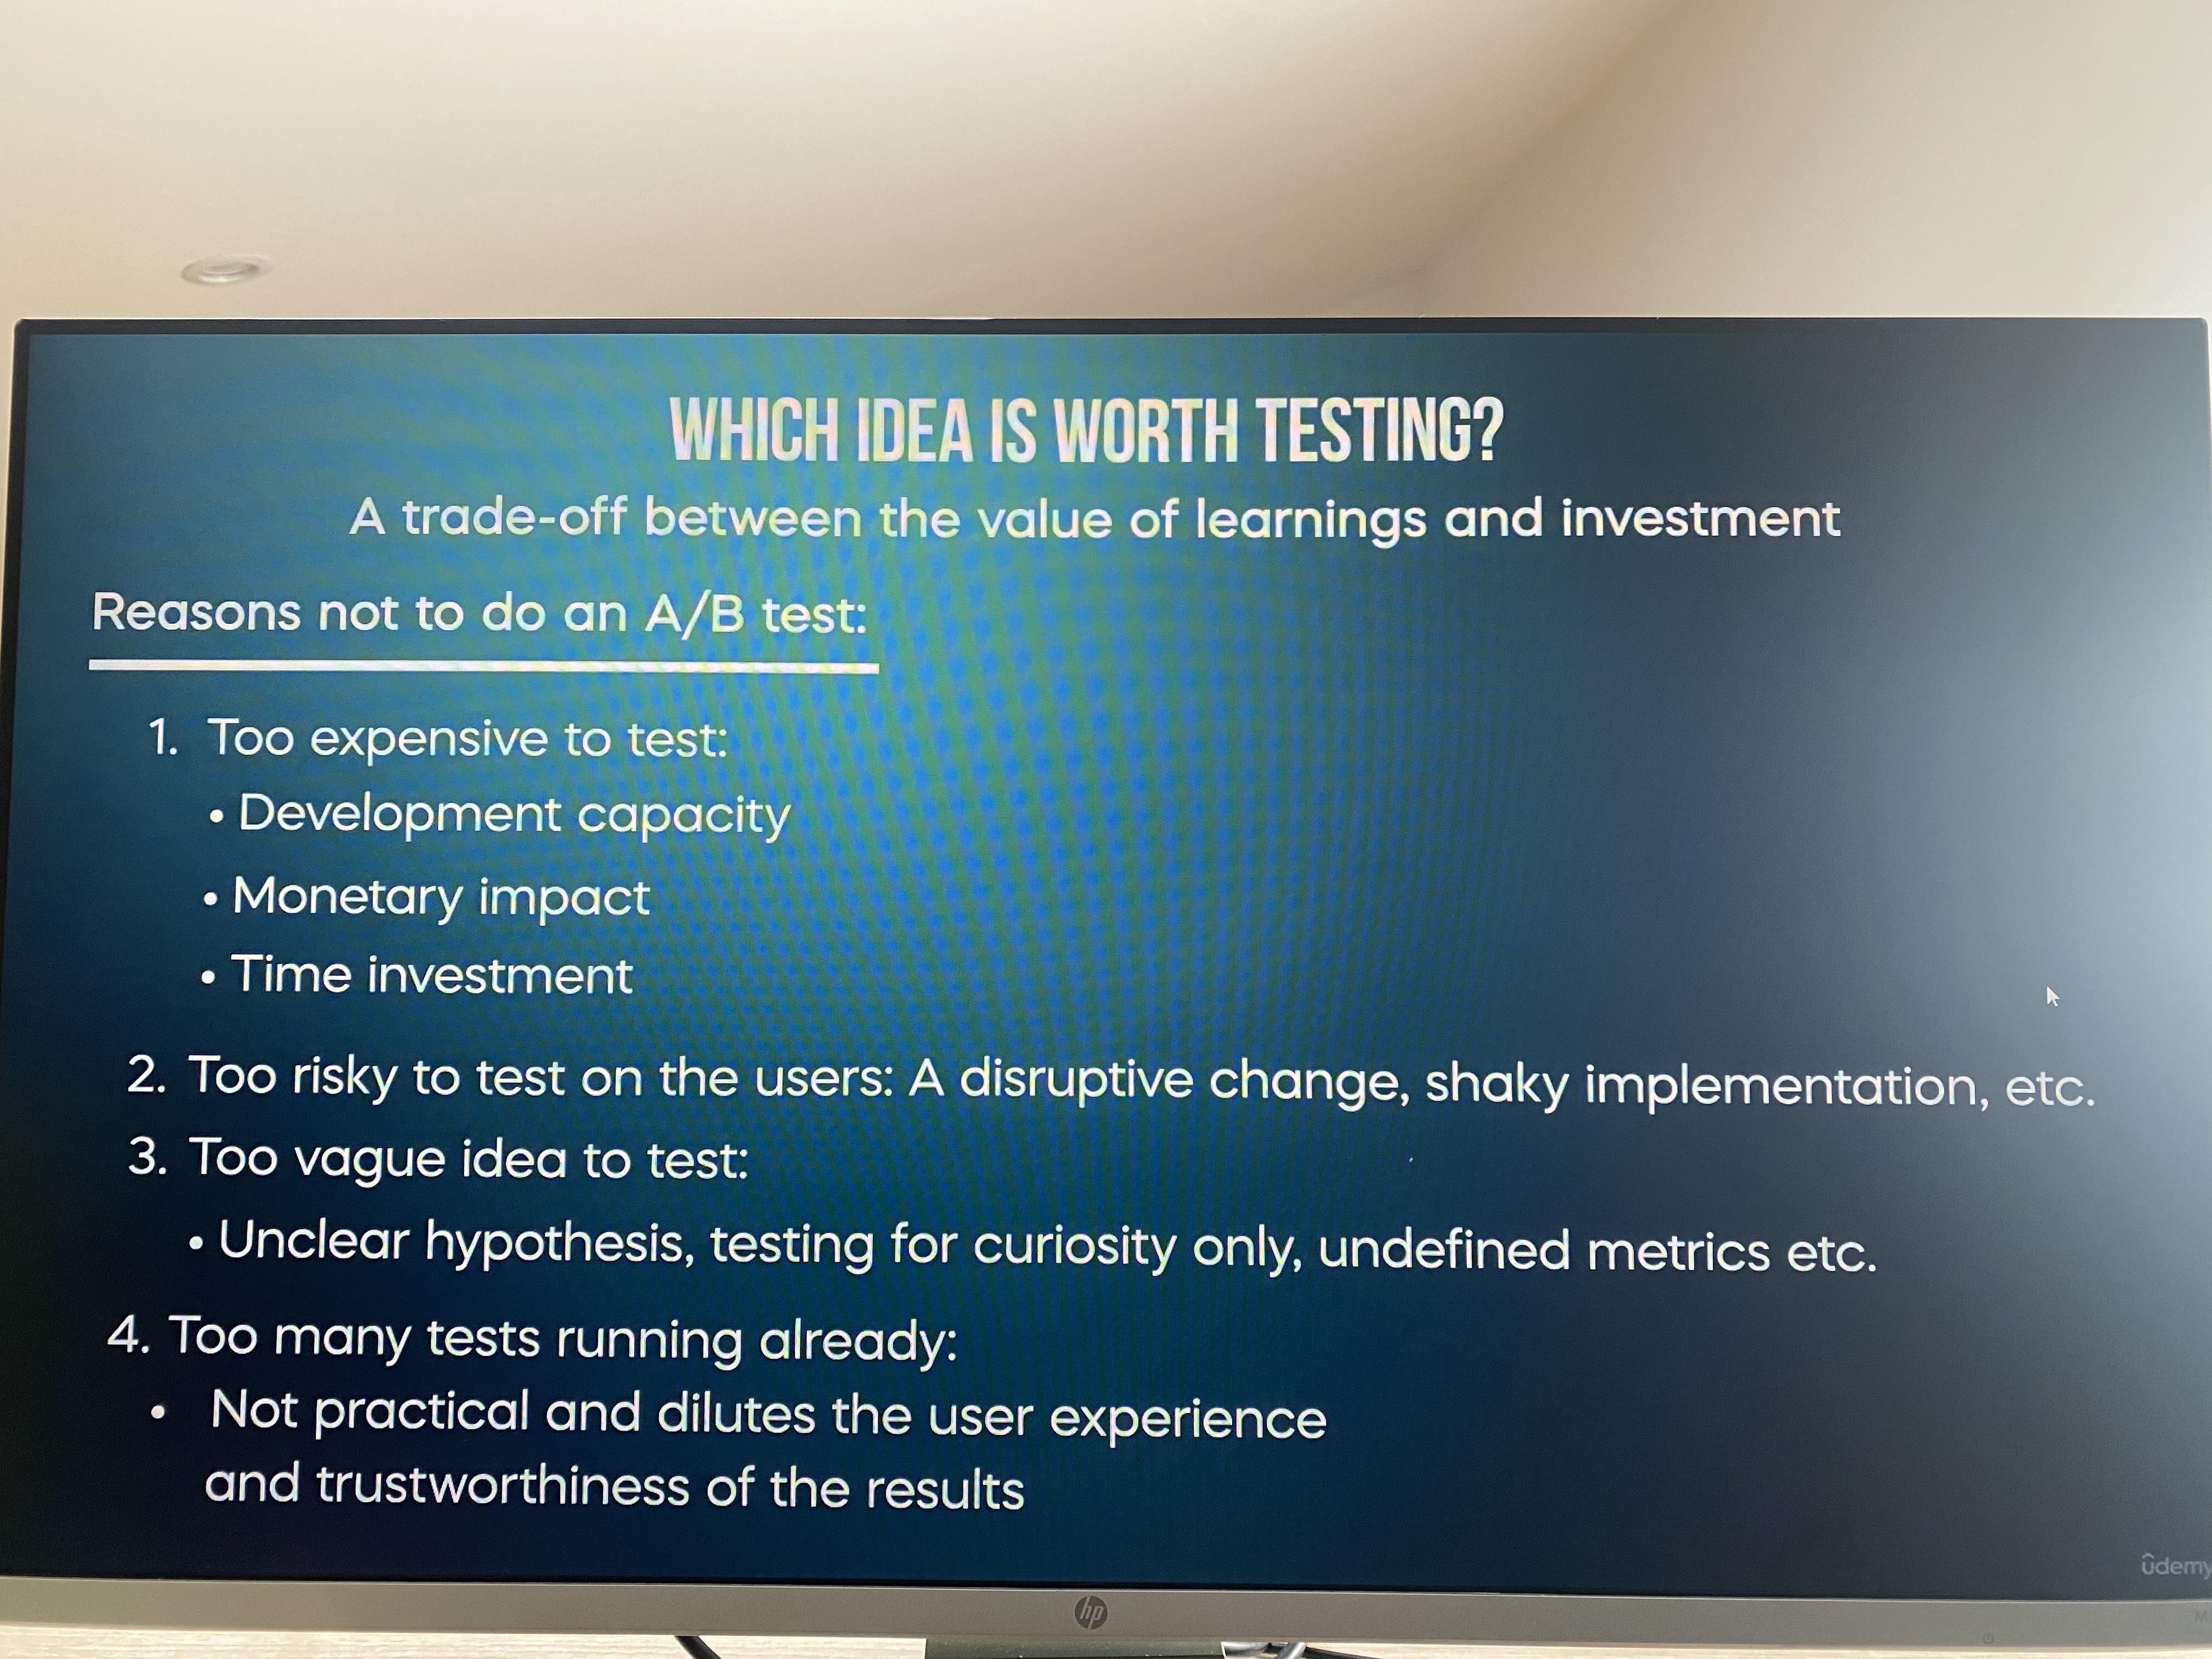 WHICH IDEA IS WORTH TESTING?
A trade-off between the value of learnings and investment
Reasons not to do an A/B test:
1. Too expensive to test:
• Development capacity
• Monetary impact
• Time investment
2. Too risky to test on the users: A disruptive change, shaky implementation, etc.
3. Too vague idea to test:
• Unclear hypothesis, testing for curiosity only, undefined metrics etc.
4. Too many tests running already:
• Not practical and dilutes the user experience
and trustworthiness of the results
ûdemy
hp